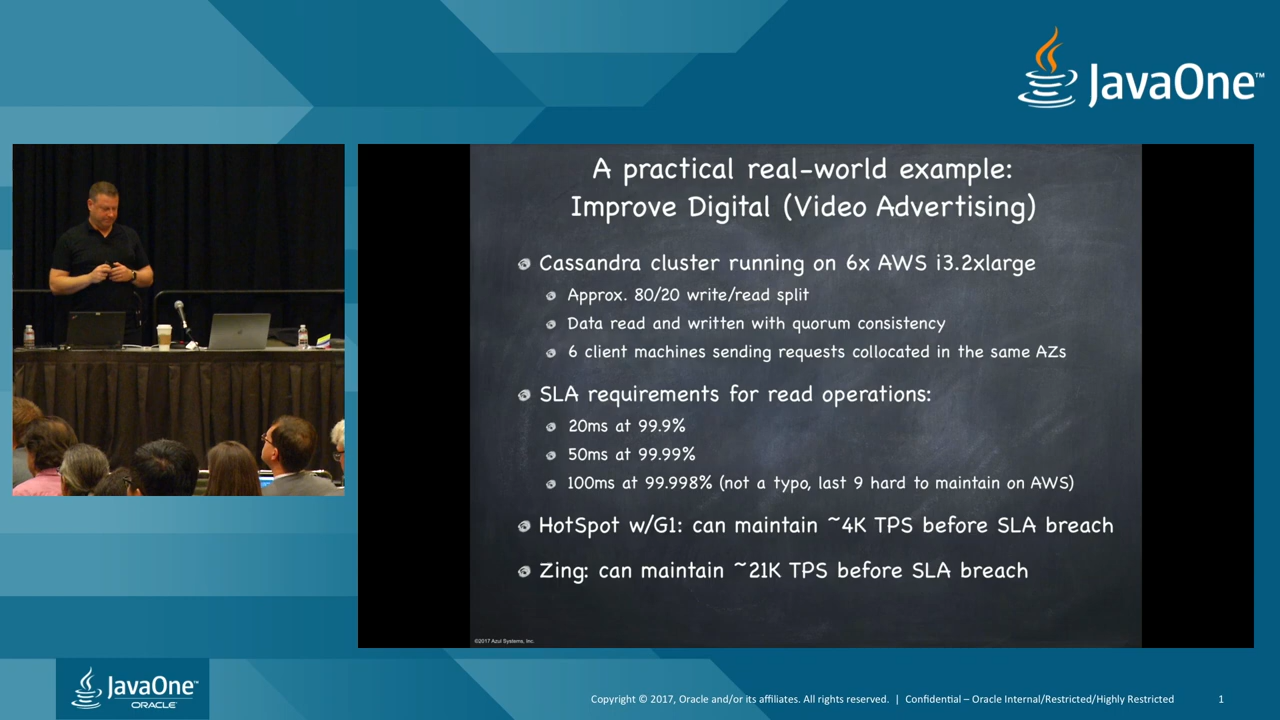 JavaOne™
A practical real-world example:
Improve Digital (Video Advertising)
Cassandra cluster running on 6x AWS i3.2xlarge
Approx. 80/20 write/read split
Data read and written with quorum consistency
6 client machines sending requests collocated in the same AZs
SLA requirements for read operations:
20ms at 99.9%
50ms at 99.99%
100ms at 99.998% (not a typo, last 9 hard to maintain on AWS)
HotSpot w/G1: can maintain ~4K TPS before SLA breach
Zing: can maintain ~21K TPS before SLA breach
©2017 Azul Systems, Inc.
JavaOne™
ORACLE
Copyright © 2017, Oracle and/or its affiliates. All rights reserved. | Confidential – Oracle Internal/Restricted/Highly Restricted 1